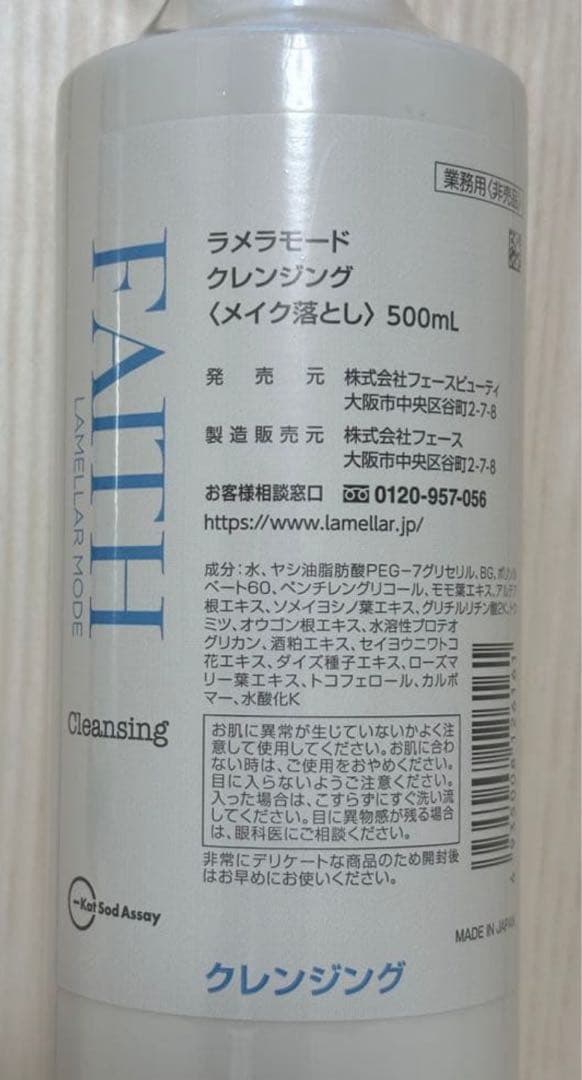 業務用〈非売品
ラメラモード
クレンジング
〈メイク落とし〉 500mL
発売元 株式会社フェースビューティ
大阪市中央区谷町2-7-8
製造販売元 株式会社フェース
大阪市中央区谷町2-7-8
お客様相談窓口 0120-957-056
https://www.lamellar.jp/
成分:水、ヤシ油脂肪酸PEG-7グリセリル、BG、ポリソル
ベート60、ペンチレングリコール、モモ葉エキス、アルテア
根エキス、ソメイヨシノ葉エキス、グリチルリチン酸2K、ハチ
ミツ、オウゴン根エキス、水溶性プロテオ
グリカン、酒粕エキス、セイヨウニワトコ
花エキス、ダイズ種子エキス、ローズマ
リー葉エキス、トコフェロール、カルボ
マー、水酸化K
お肌に異常が生じていないかよく注
意して使用してください。お肌に合わ
ない時は、ご使用をおやめください。
目に入らないようご注意ください。
入った場合は、こすらずにすぐ洗い流
してください。目に異物感が残る場合
は、眼科医にご相談ください。
非常にデリケートな商品のため開封後
はお早めにお使いください。
MADE IN JAPAN
クレンジング
FAITH
LAMELLAR MODE
Cleansing
Kat Sod Assay